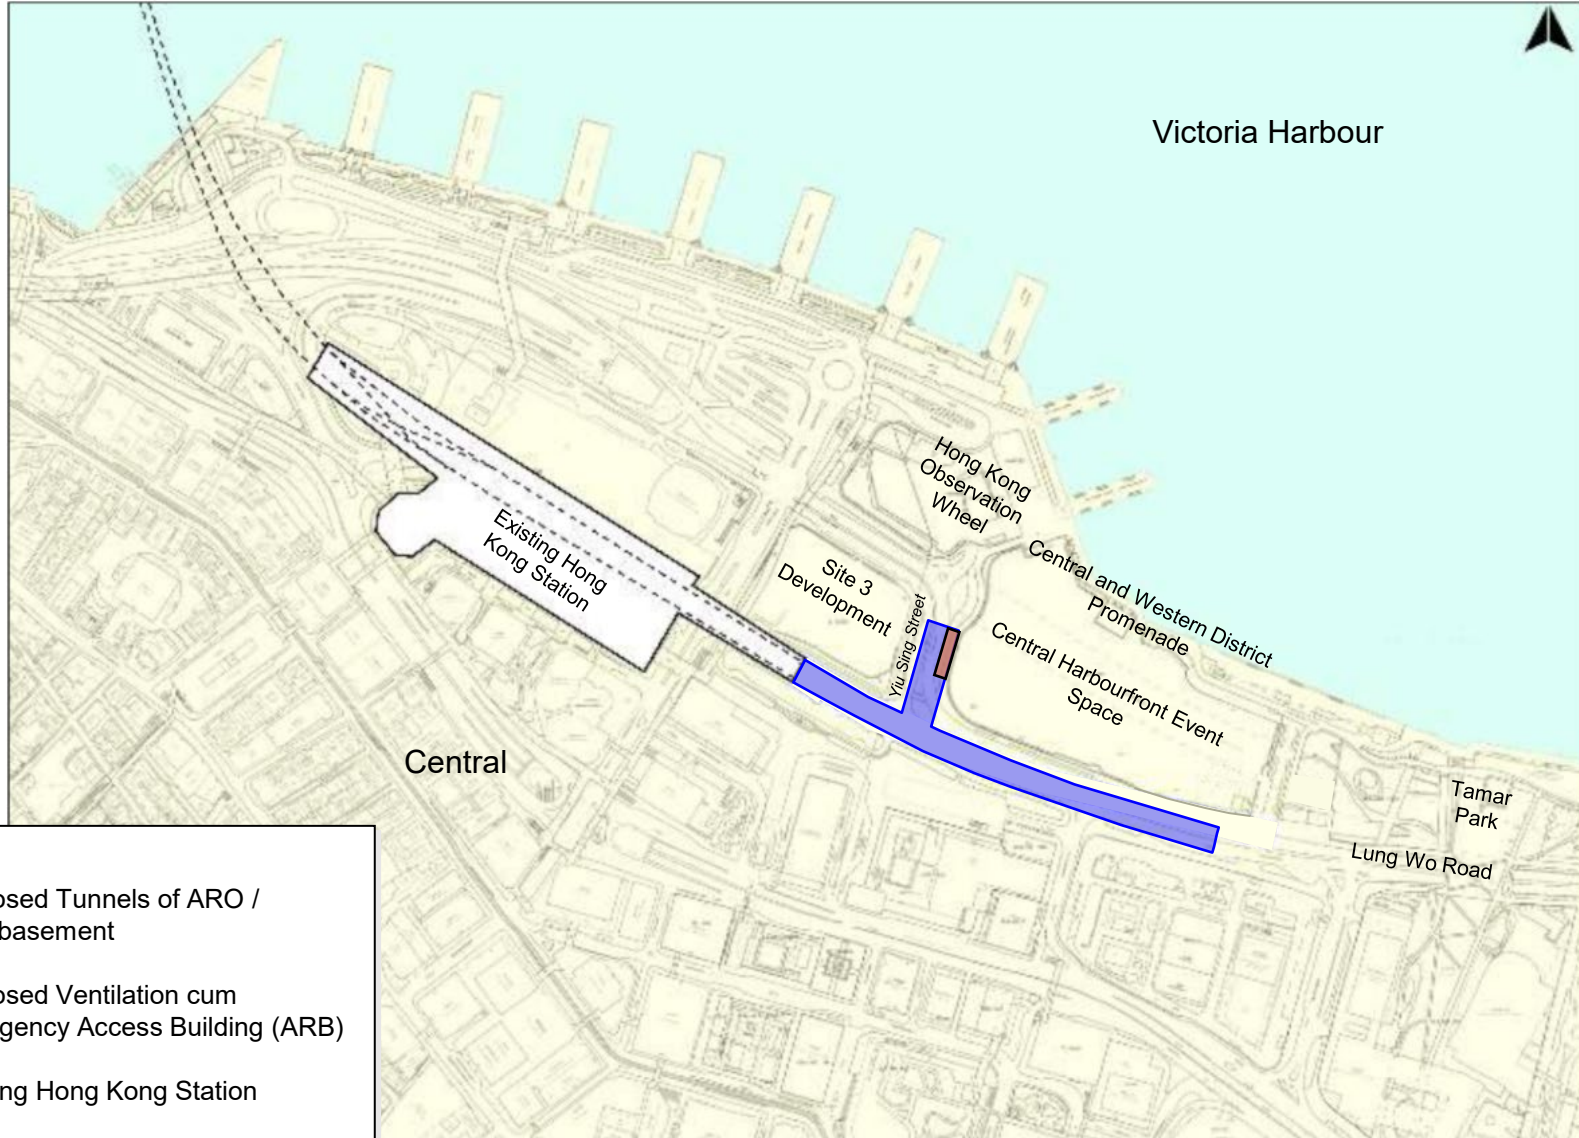 Victoria Harbour
Hong Kong
Observation
Wheel
Central and Western District
Promenade
Site 3
Development
Yiu Sing Street
Central Harbourfront Event
Space
Existing Hong
Kong Station
Central
Tamar
Park
Lung Wo Road
osed Tunnels of ARO /
basement
osed Ventilation cum
gency Access Building (ARB)
ng Hong Kong Station